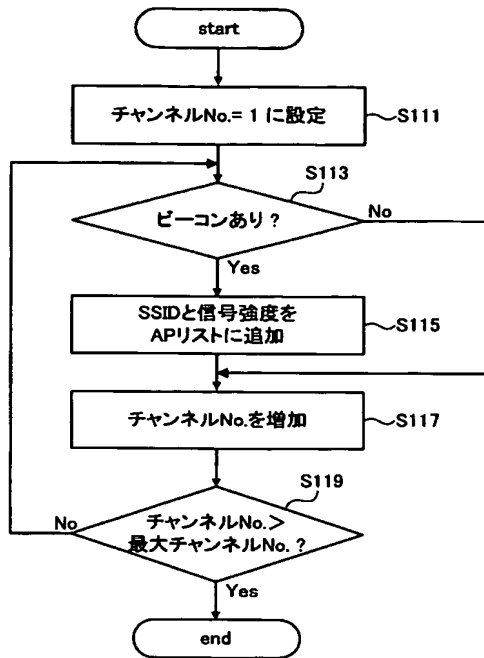 start
チャンネルNo.= 1 に設定
S111
S113
ビーコンあり ?
No
Yes
SSIDと信号強度を
APリストに追加
S115
チャンネルNo.を増加
S117
S119
No
チャンネルNo.＞
最大チャンネルNo. ?
Yes
end